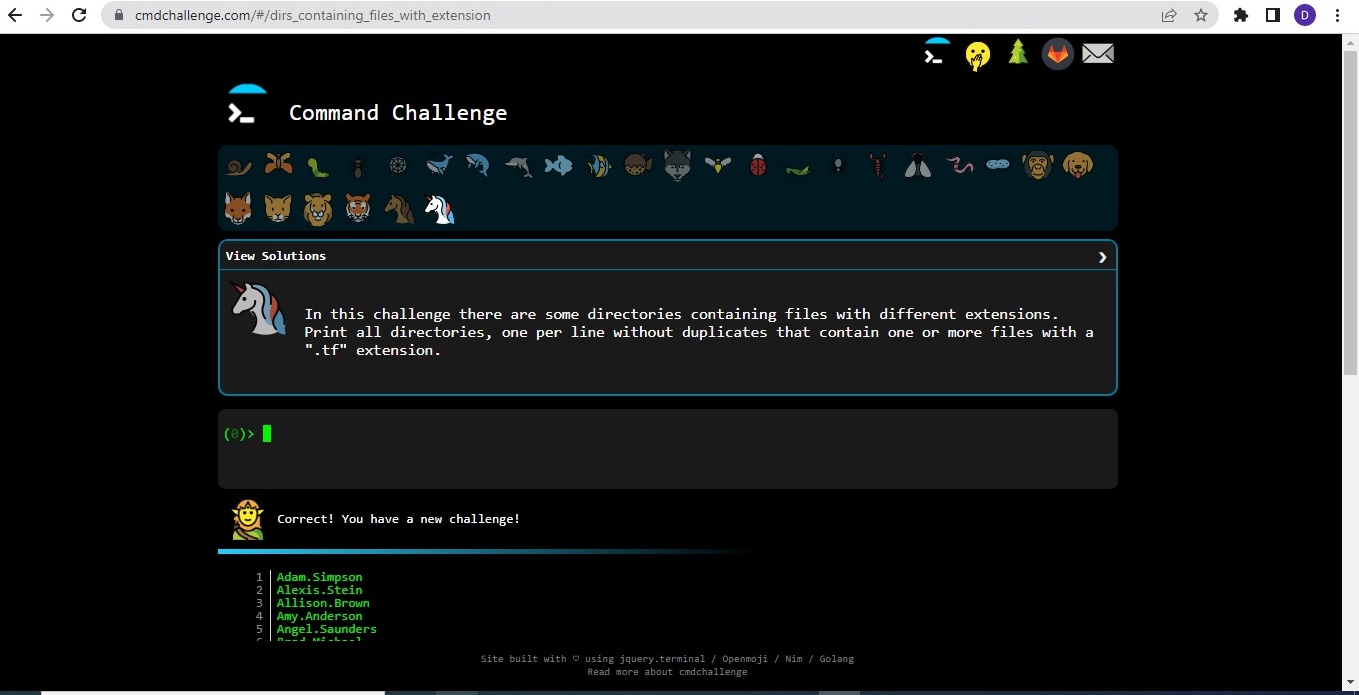 cmdchallenge.com/#/dirs_containing_files_with_extension
D
Command Challenge
View Solutions
In this challenge there are some directories containing files with different extensions.
Print all directories, one per line without duplicates that contain one or more files with a
".tf" extension.
(0)>
Correct! You have a new challenge!
1 Adam.Simpson
2 Alexis.Stein
3 Allison.Brown
4 Amy.Anderson
5 Angel.Saunders
Site built with ♡ using jquery.terminal / Openmoji / Nim / Golang
Read more about cmdchallenge